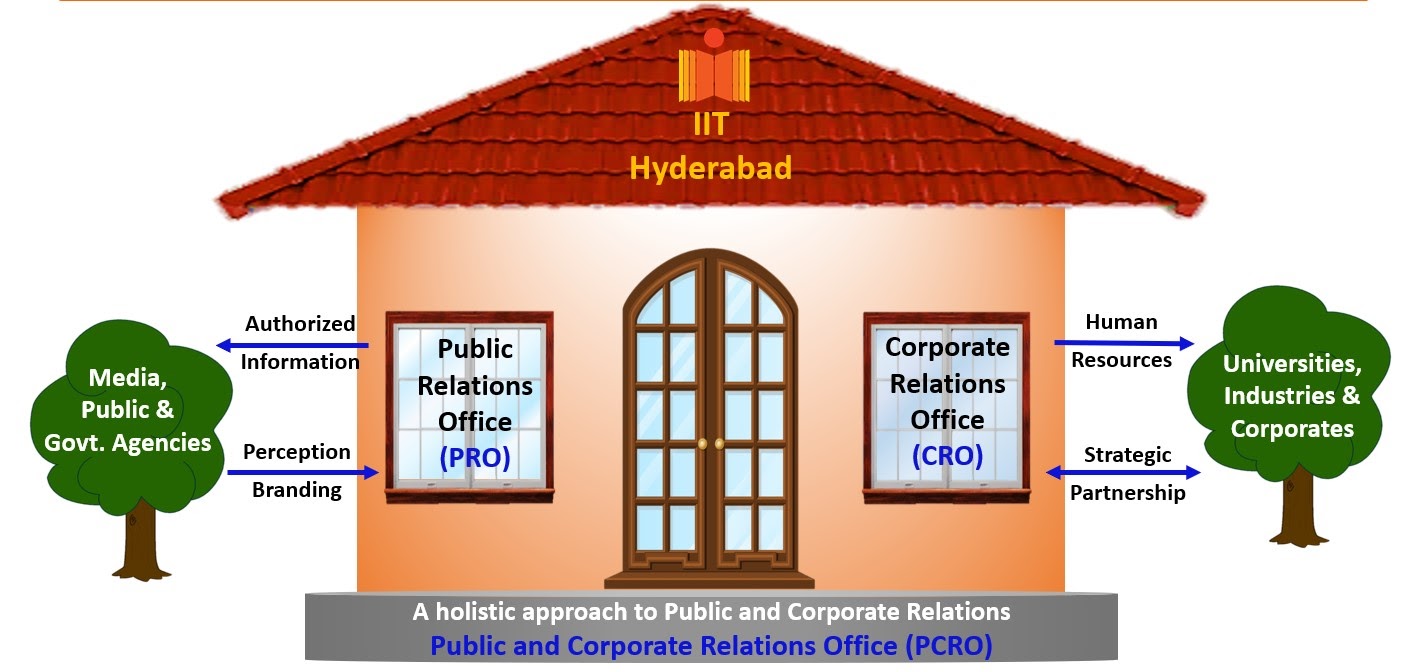 IIT
Hyderabad
Authorized
Information
Media,
Public &
Govt. Agencies
Perception
Branding
Public
Relations
Office
(PRO)
Corporate
Relations
Office
(CRO)
Human
Resources
Universities,
Industries &
Corporates
Strategic
Partnership
A holistic approach to Public and Corporate Relations
Public and Corporate Relations Office (PCRO)